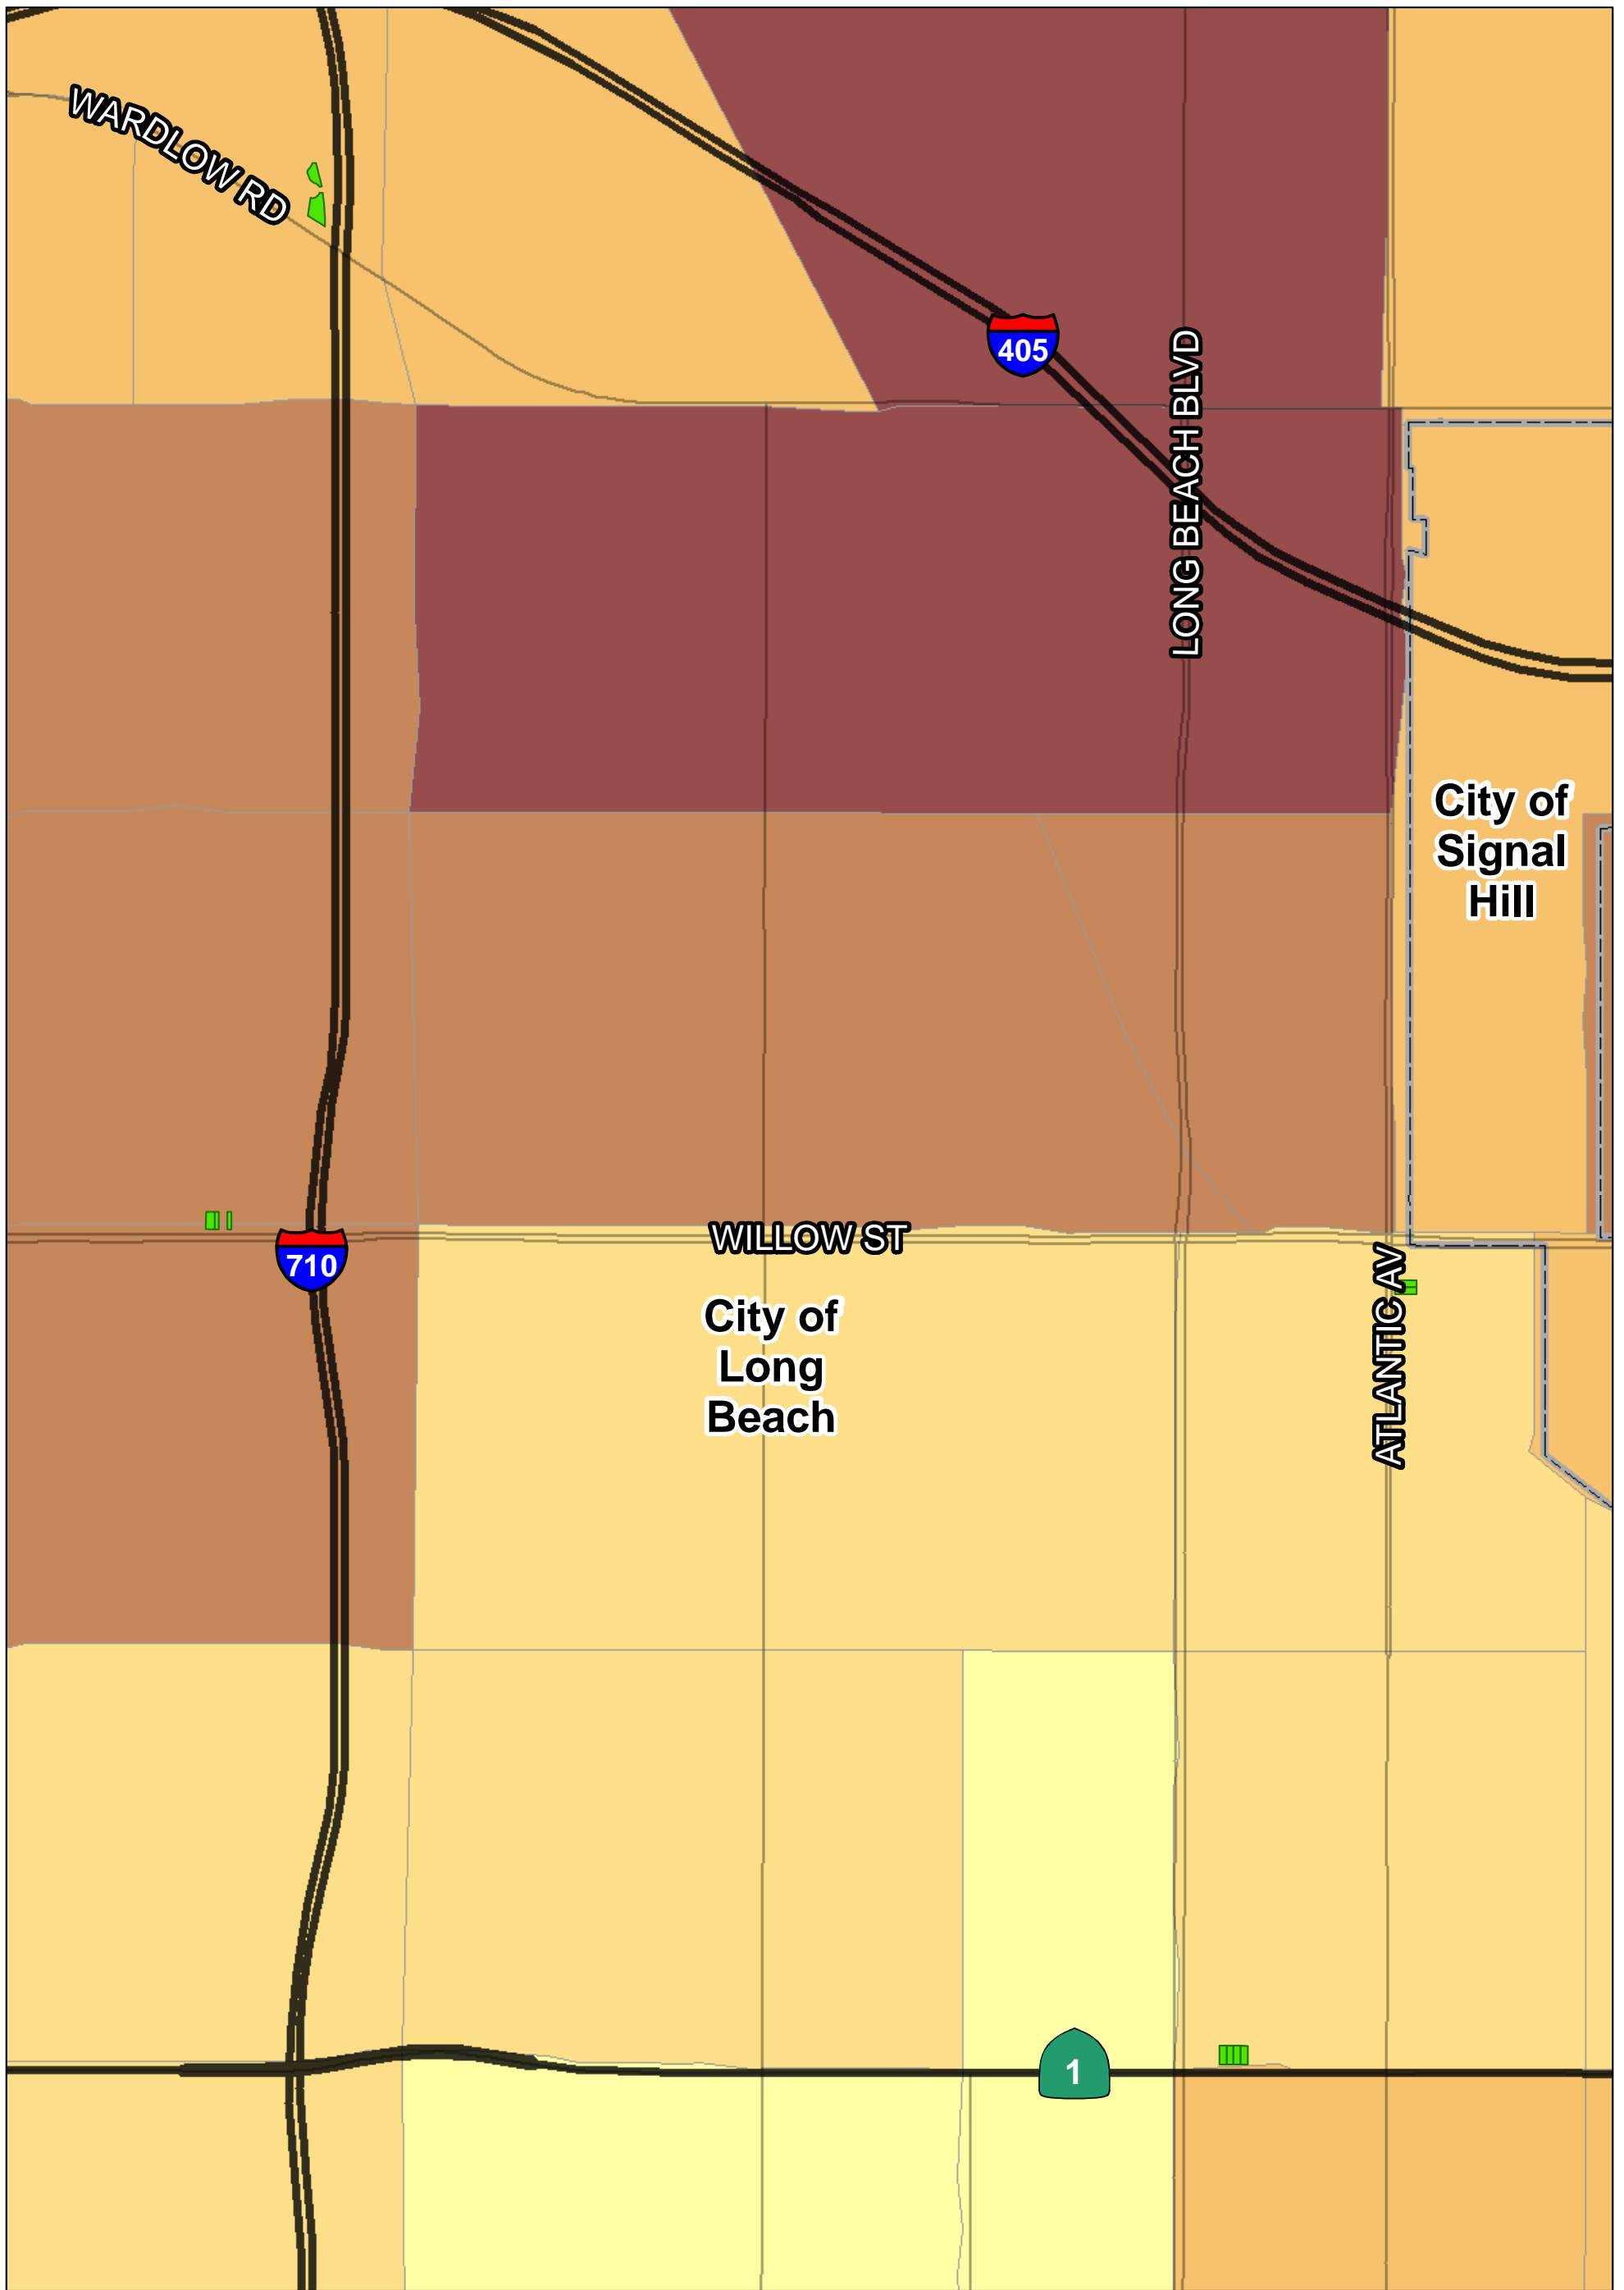 WARDLOW RD
405
LONG BEACH BLVD
City of
Signal
Hill
WILLOW ST
710
City of
Long
Beach
ATLANTIC AV
1